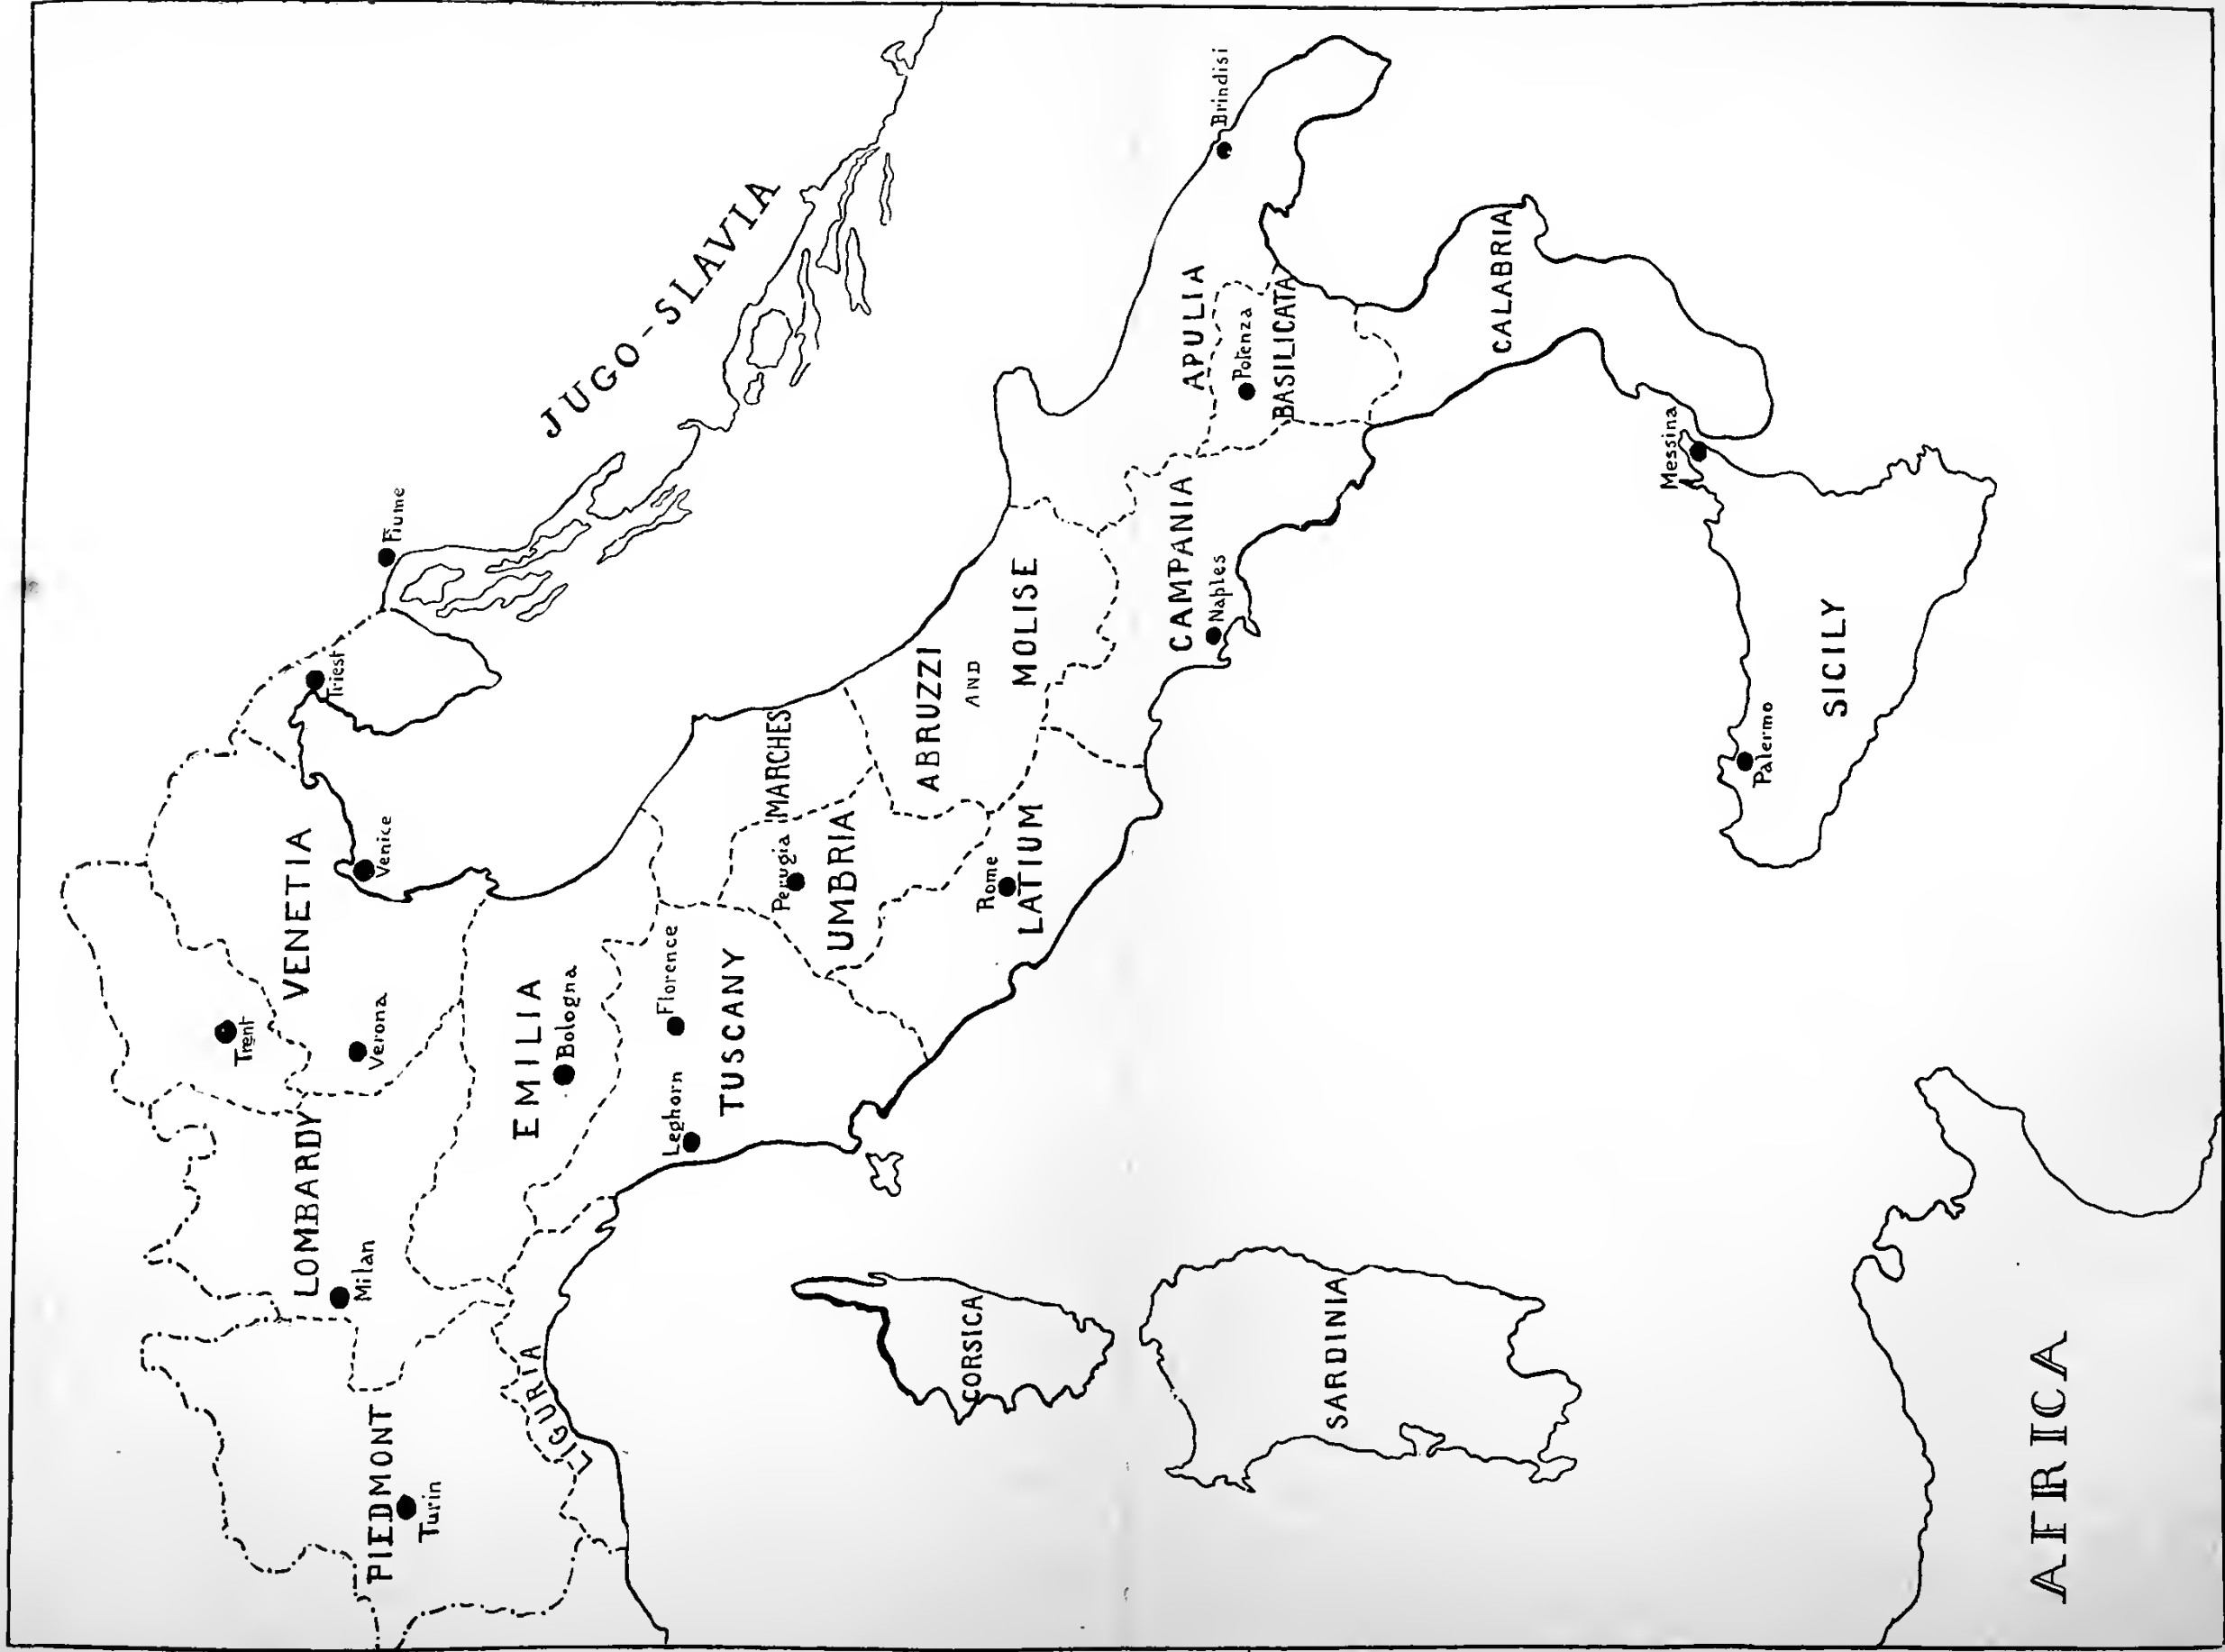 Trent
Triest
Fiume
VENETIA
Venice
Verona
LOMBARDY
Milan
PIEDMONT
Turin
JUGO-SLAVIA
EMILIA
Bologna
LIGURIA
Florence
Leghorn
TUSCANY
MARCHES
Perugia
UMBRIA
ABRUZZI
AND
MOLISE
Rome
LATIUM
CORSICA
CAMPANIA
Naples
APULIA
Brindisi
Potenza
BASILICATA
SARDINIA
CALABRIA
Messina
Palermo
SICILY
AFRICA